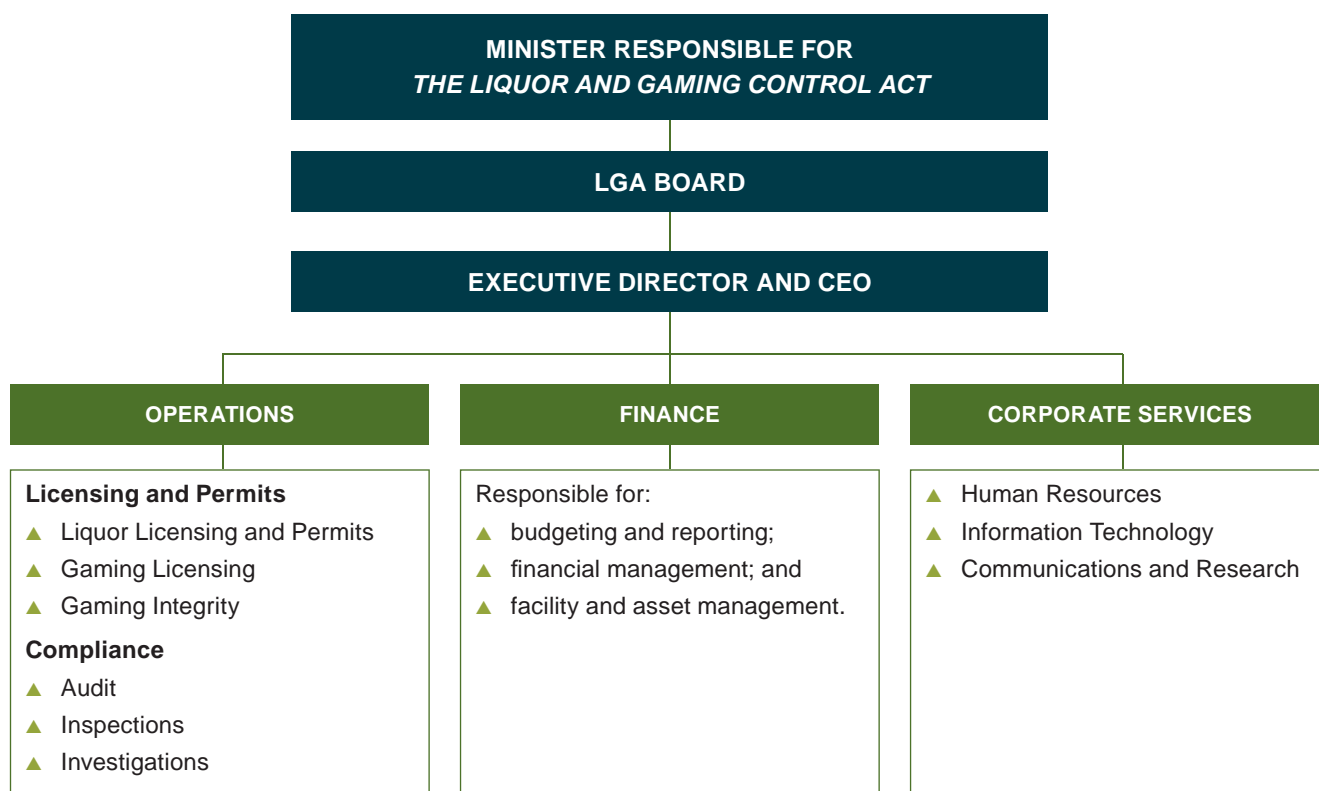 MINISTER RESPONSIBLE FOR
THE LIQUOR AND GAMING CONTROL ACT
LGA BOARD
EXECUTIVE DIRECTOR AND CEO
OPERATIONS
Licensing and Permits
▲ Liquor Licensing and Permits
▲ Gaming Licensing
▲ Gaming Integrity
Compliance
▲ Audit
▲ Inspections
▲ Investigations
FINANCE
Responsible for:
▲ budgeting and reporting;
▲ financial management; and
▲ facility and asset management.
CORPORATE SERVICES
▲ Human Resources
▲ Information Technology
▲ Communications and Research